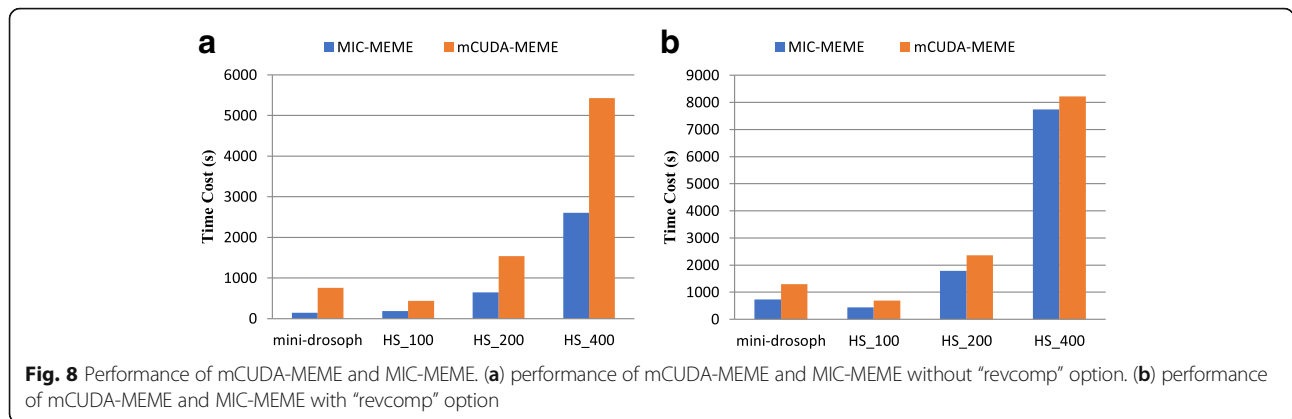 a
MIC-MEME mCUDA-MEME
Time Cost (s)
6000
5000
4000
3000
2000
1000
0
mini-drosoph HS_100 HS_200 HS_400
b
MIC-MEME mCUDA-MEME
Time Cost (s)
9000
8000
7000
6000
5000
4000
3000
2000
1000
0
mini-drosoph HS_100 HS_200 HS_400
Fig. 8 Performance of mCUDA-MEME and MIC-MEME. (a) performance of mCUDA-MEME and MIC-MEME without “revcomp” option. (b) performance
of mCUDA-MEME and MIC-MEME with “revcomp” option